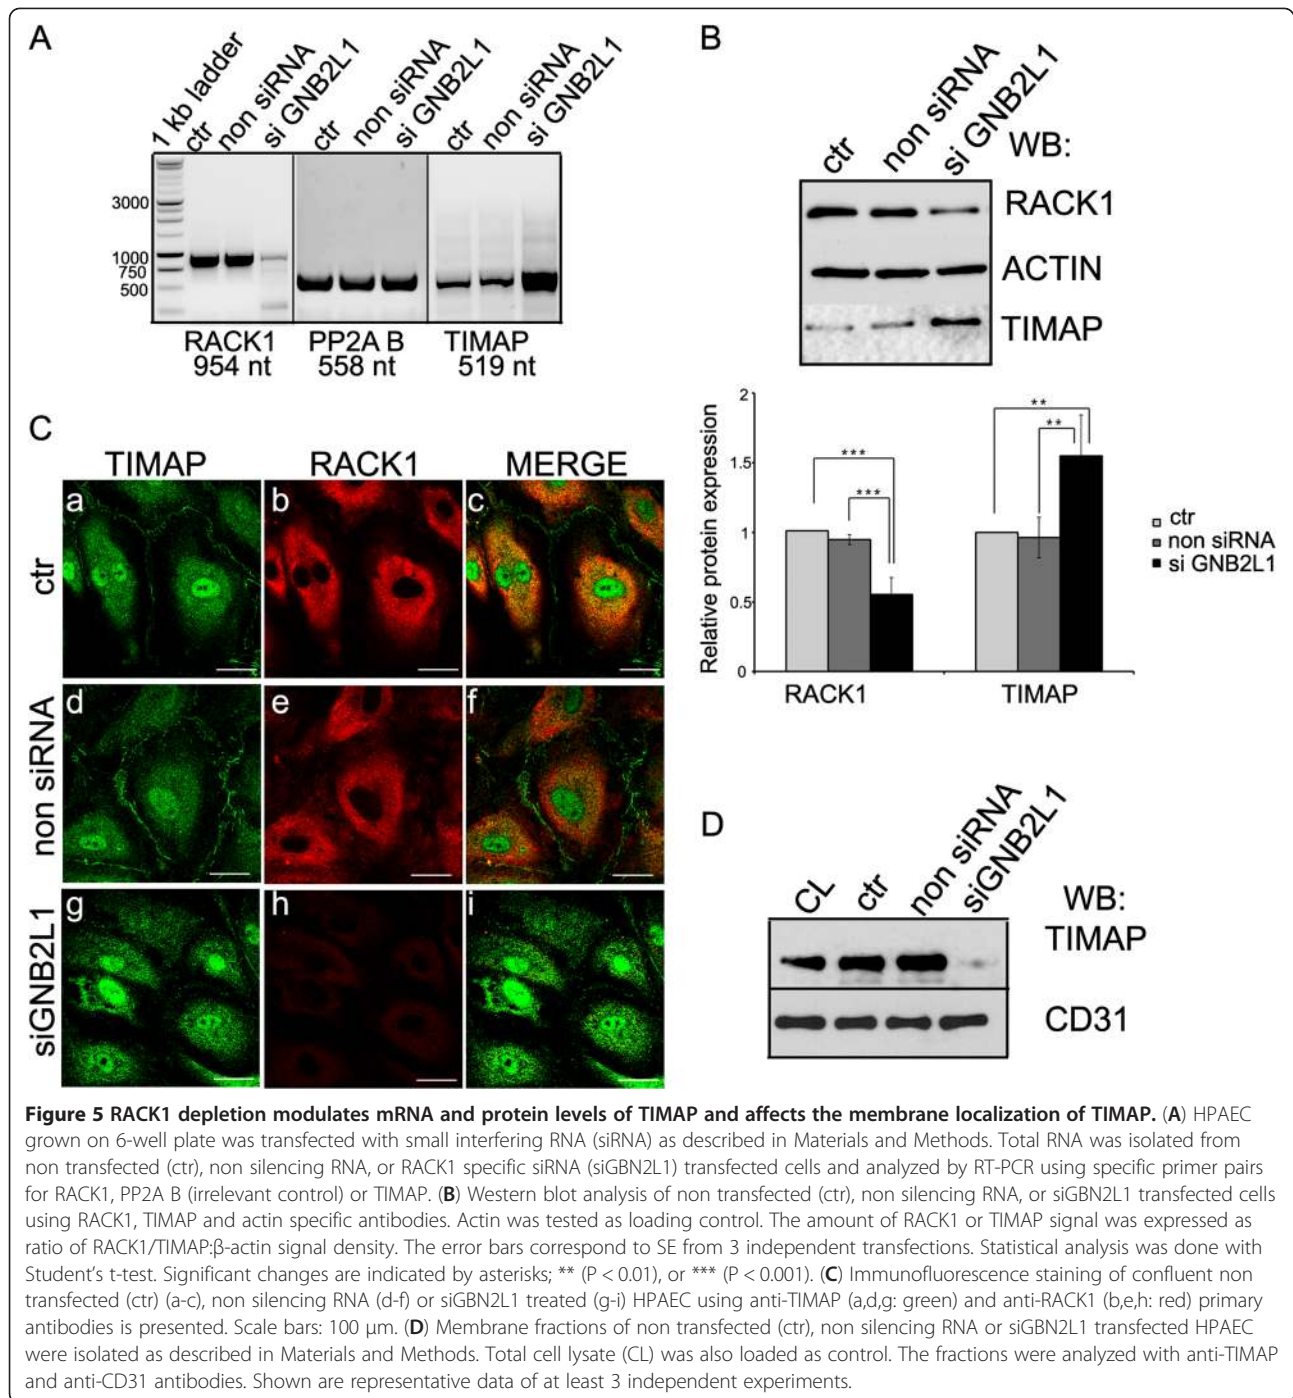 A
1 kb ladder
ctr
non siRNA
si GNB2L1
ctr
non siRNA
si GNB2L1
ctr
non siRNA
si GNB2L1
3000
1000
750
500
RACK1
954 nt
PP2A B
558 nt
TIMAP
519 nt
B
ctr
non siRNA
si GNB2L1
WB:
RACK1
ACTIN
TIMAP
Relative protein expression
2
1.5
1
0.5
0
***
***
**
**
RACK1
TIMAP
ctr
non siRNA
si GNB2L1
C
TIMAP
RACK1
MERGE
ctr
a
b
c
non siRNA
d
e
f
siGNB2L1
g
h
i
D
CL
ctr
non siRNA
siGNB2L1
WB:
TIMAP
CD31
Figure 5 RACK1 depletion modulates mRNA and protein levels of TIMAP and affects the membrane localization of TIMAP. (A) HPAEC
grown on 6-well plate was transfected with small interfering RNA (siRNA) as described in Materials and Methods. Total RNA was isolated from
non transfected (ctr), non silencing RNA, or RACK1 specific siRNA (siGBN2L1) transfected cells and analyzed by RT-PCR using specific primer pairs
for RACK1, PP2A B (irrelevant control) or TIMAP. (B) Western blot analysis of non transfected (ctr), non silencing RNA, or siGBN2L1 transfected cells
using RACK1, TIMAP and actin specific antibodies. Actin was tested as loading control. The amount of RACK1 or TIMAP signal was expressed as
ratio of RACK1/TIMAP:β-actin signal density. The error bars correspond to SE from 3 independent transfections. Statistical analysis was done with
Student's t-test. Significant changes are indicated by asterisks; ** (P < 0.01), or *** (P < 0.001). (C) Immunofluorescence staining of confluent non
transfected (ctr) (a-c), non silencing RNA (d-f) or siGBN2L1 treated (g-i) HPAEC using anti-TIMAP (a,d,g: green) and anti-RACK1 (b,e,h: red) primary
antibodies is presented. Scale bars: 100 μm. (D) Membrane fractions of non transfected (ctr), non silencing RNA or siGBN2L1 transfected HPAEC
were isolated as described in Materials and Methods. Total cell lysate (CL) was also loaded as control. The fractions were analyzed with anti-TIMAP
and anti-CD31 antibodies. Shown are representative data of at least 3 independent experiments.